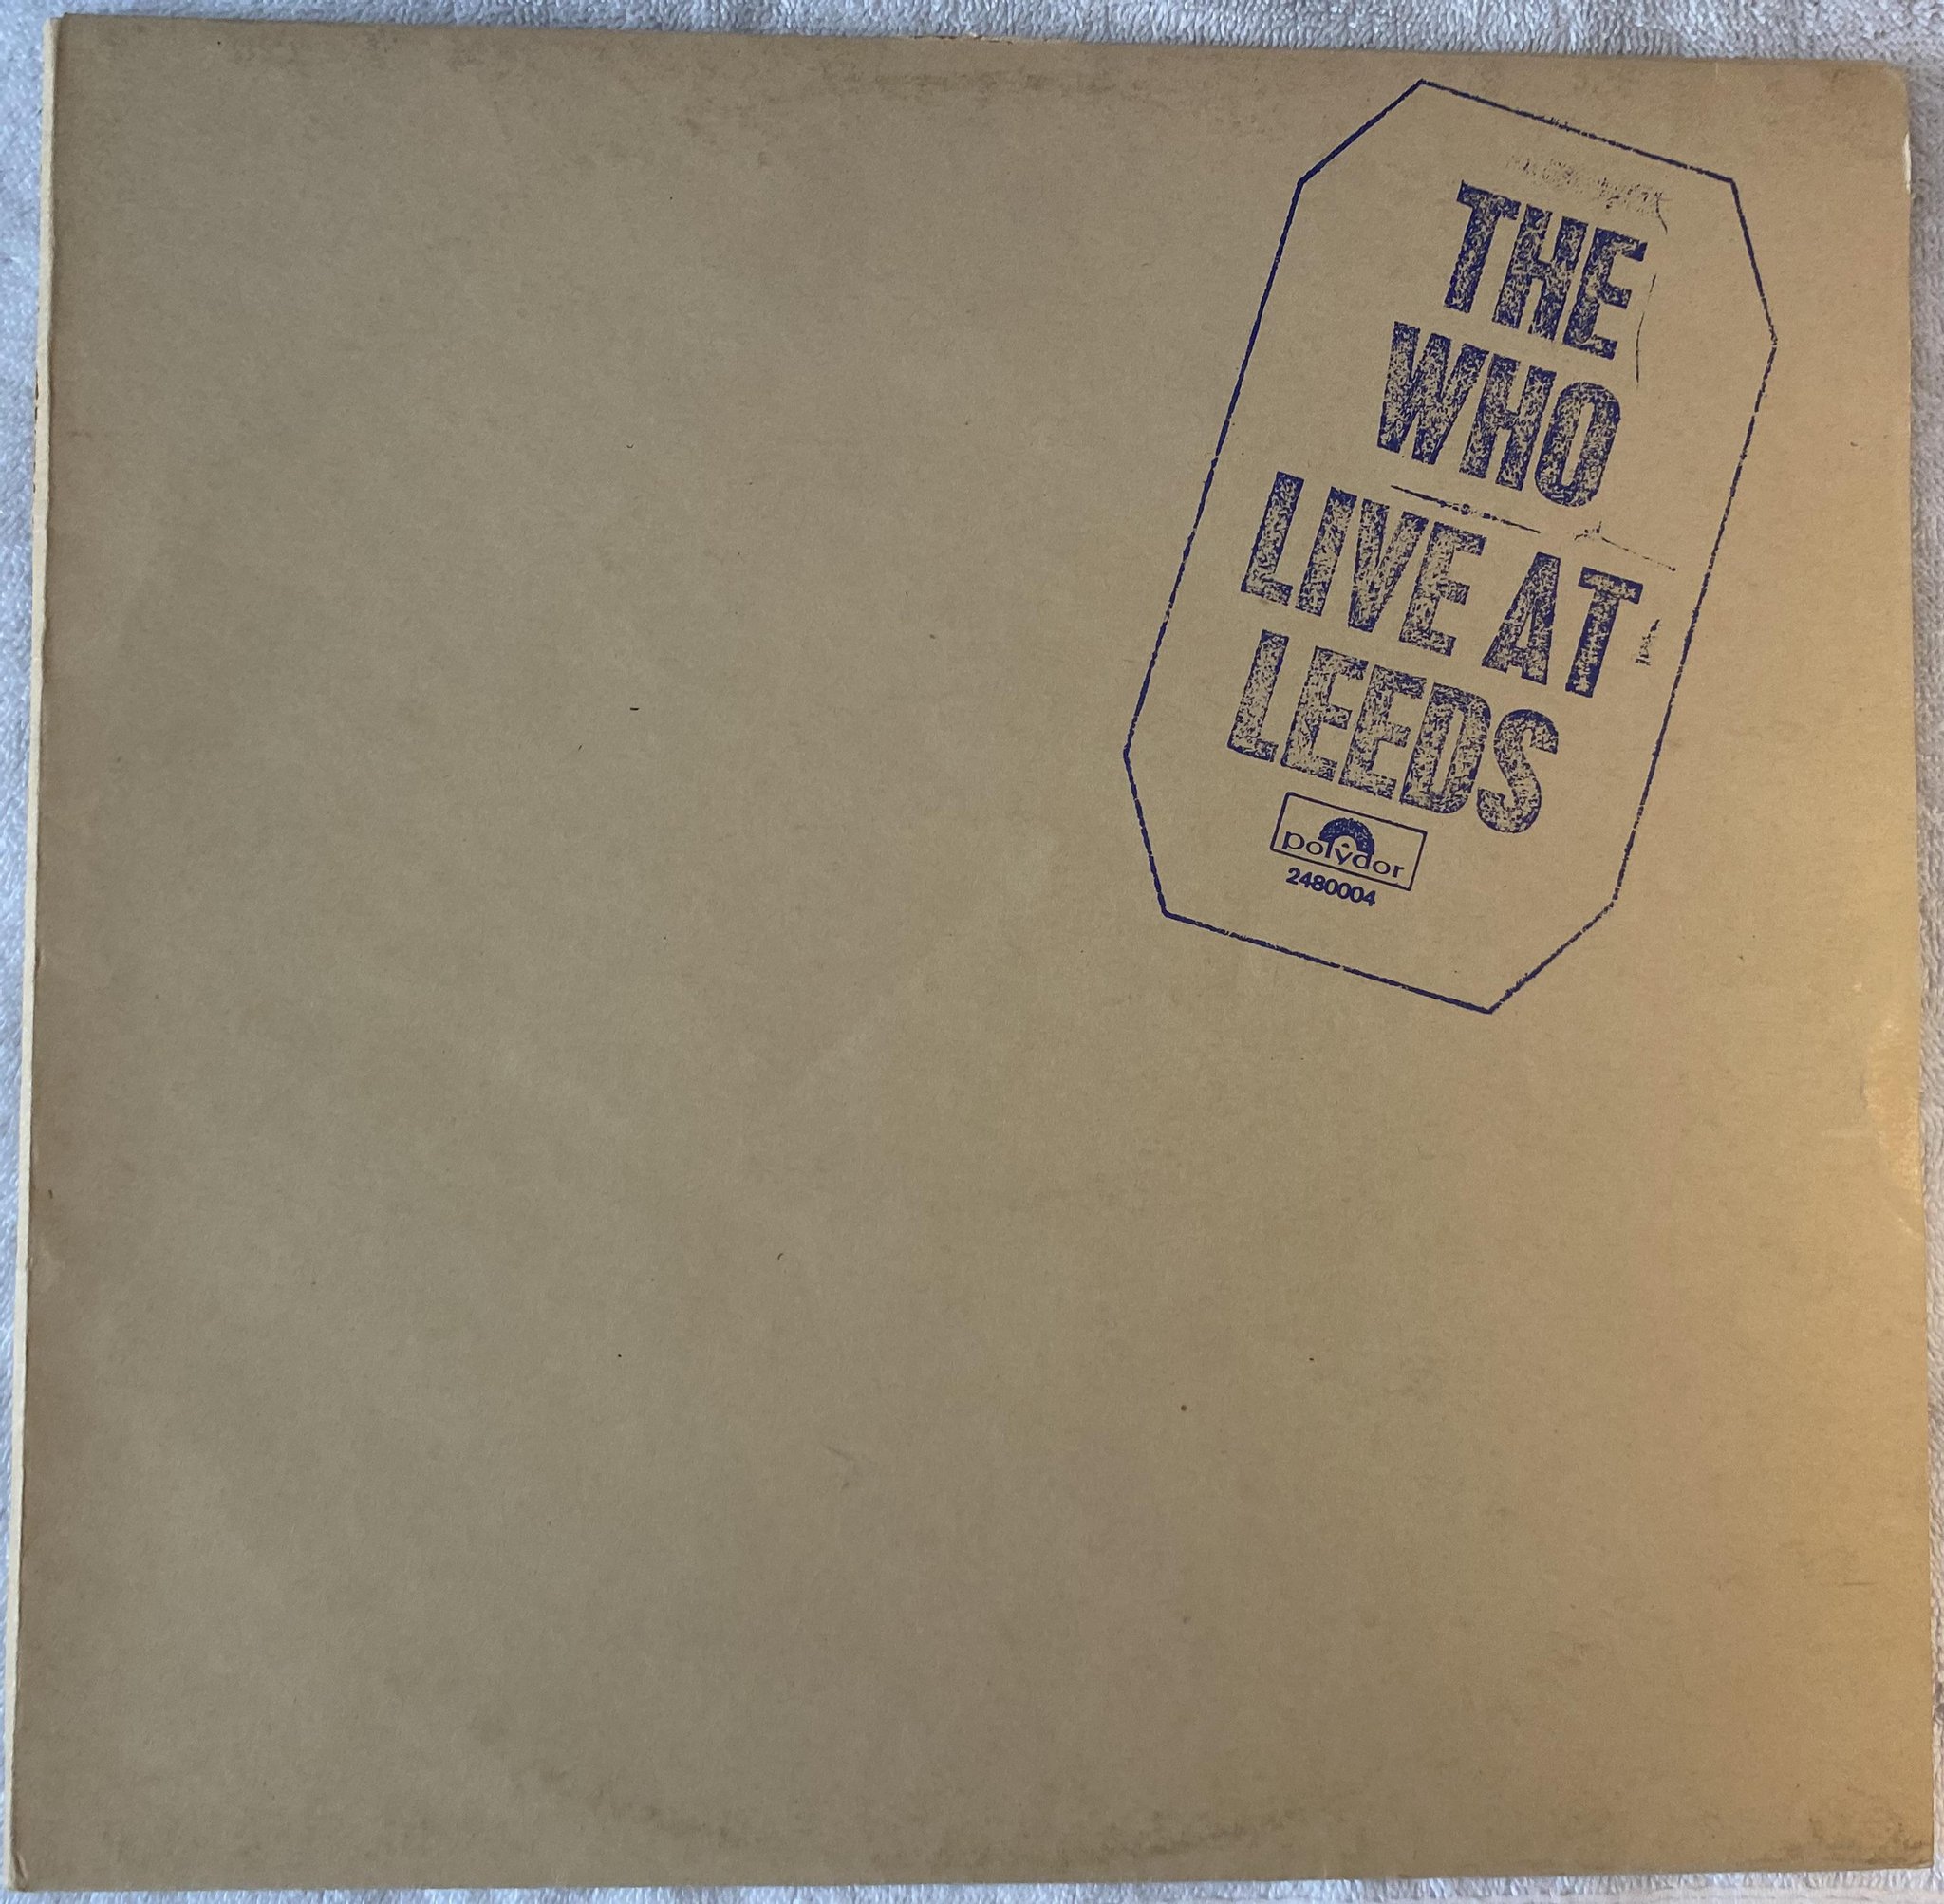 THE
WHO
LIVE AT
LEEDS
polydor
2480004